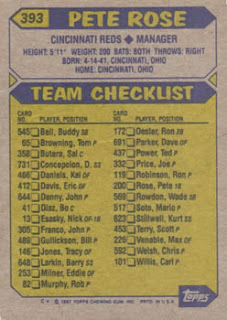 393 PETE ROSE
CINCINNATI REDS ◆ MANAGER
HEIGHT: 5'11" WEIGHT: 200 BATS: BOTH THROWS: RIGHT
BORN: 4-14-41, CINCINNATI, OHIO
HOME: CINCINNATI, OHIO
TEAM CHECKLIST
CARD NO. PLAYER CARD NO. PLAYER
545 Bell, Buddy 3B 172 Oester, Ron 2B
65 Browning, Tom P 691 Parker, Dave OF
358 Butera, Sal C 437 Power, Ted P
731 Concepcion, D. SS 332 Price, Joe P
466 Daniels, Kal OF 119 Robinson, Ron P
412 Davis, Eric OF 200 Rose, Pete 1B
644 Denny, John P 569 Rowdon, Wade 3B
41 Diaz, Bo C 517 Soto, Mario P
13 Esasky, Nick OF-1B 623 Stillwell, Kurt SS
305 Franco, John P 453 Terry, Scott P
489 Gullickson, Bill P 226 Venable, Max OF
146 Jones, Tracy OF 592 Welsh, Chris P
648 Larkin, Barry SS 101 Willis, Carl P
253 Milner, Eddie OF
82 Murphy, Rob P
Topps
© 1987 TOPPS CHEWING GUM, INC. PRTD. IN U.S.A.